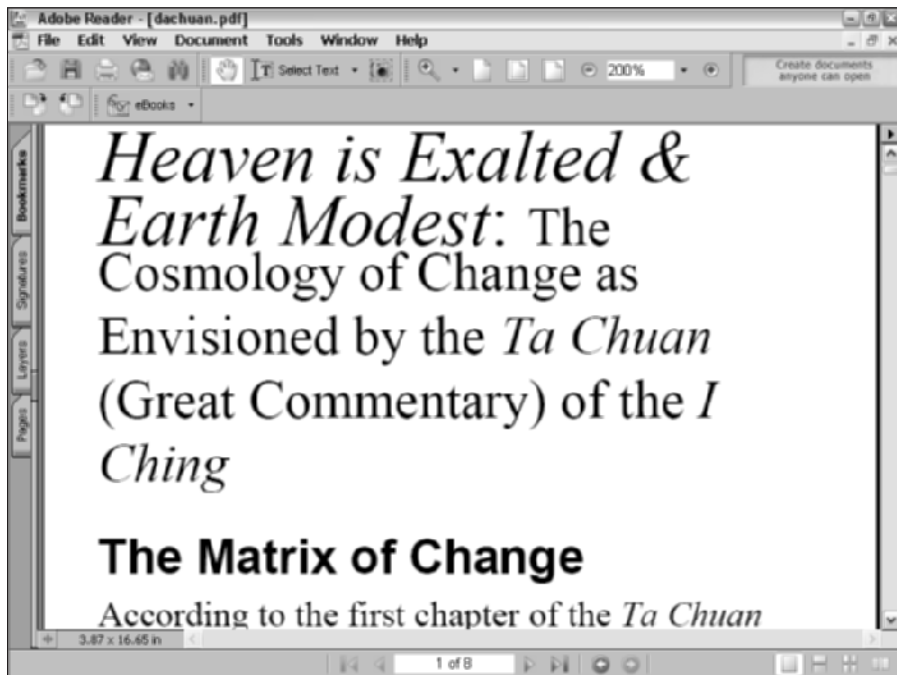 Adobe Reader - [dachuan.pdf]
File Edit View Document Tools Window Help
Select Text 200% Create documents
anyone can open
eBooks
Bookmarks
Signatures
Layers
Pages
Heaven is Exalted &
Earth Modest: The
Cosmology of Change as
Envisioned by the Ta Chuan
(Great Commentary) of the I
Ching
The Matrix of Change
According to the first chapter of the Ta Chuan
3.87 x 16.65 in
1 of 8